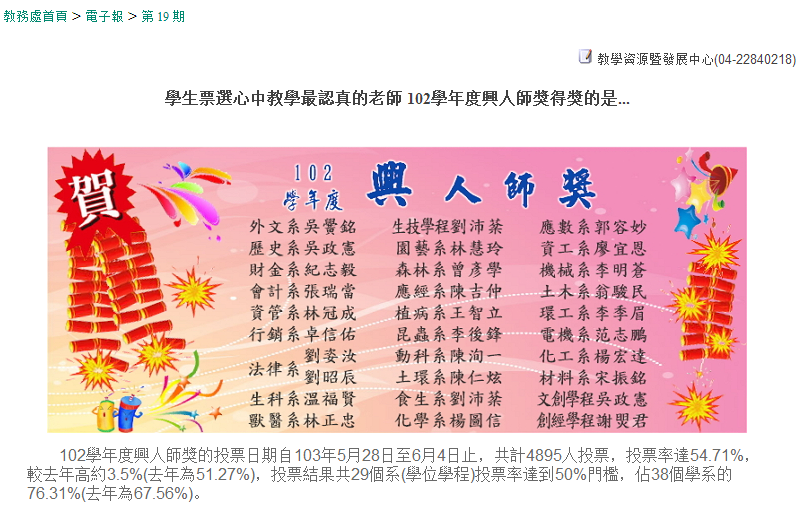 教務處首頁 > 電子報 > 第 19 期
教學資源暨發展中心(04-22840218)
學生票選心中教學最認真的老師 102學年度興人師獎得獎的是...
賀
102
學年度
興人師獎
外文系吳贊銘
歷史系吳政憲
財金系紀志毅
會計系張瑞當
資管系林冠成
行銷系卓信佑
法律系
劉姿汝
劉昭辰
生科系溫福賢
獸醫系林正忠
生技學程劉沛棻
園藝系林慧玲
森林系曾彥學
應經系陳吉仲
植病系王智立
昆蟲系李後鋒
動科系陳洵一
土環系陳仁炫
食生系劉沛棻
化學系楊圖信
應數系郭容妙
資工系廖宜恩
機械系李明蒼
土木系翁駿民
環工系李季眉
電機系范志鵬
化工系楊宏達
材料系宋振銘
文創學程吳政憲
創經學程謝焸君
102學年度興人師獎的投票日期自103年5月28日至6月4日止，共計4895人投票，投票率達54.71%，
較去年高約3.5%(去年為51.27%)，投票結果共29個系(學位學程)投票率達到50%門檻，佔38個學系的
76.31%(去年為67.56%)。